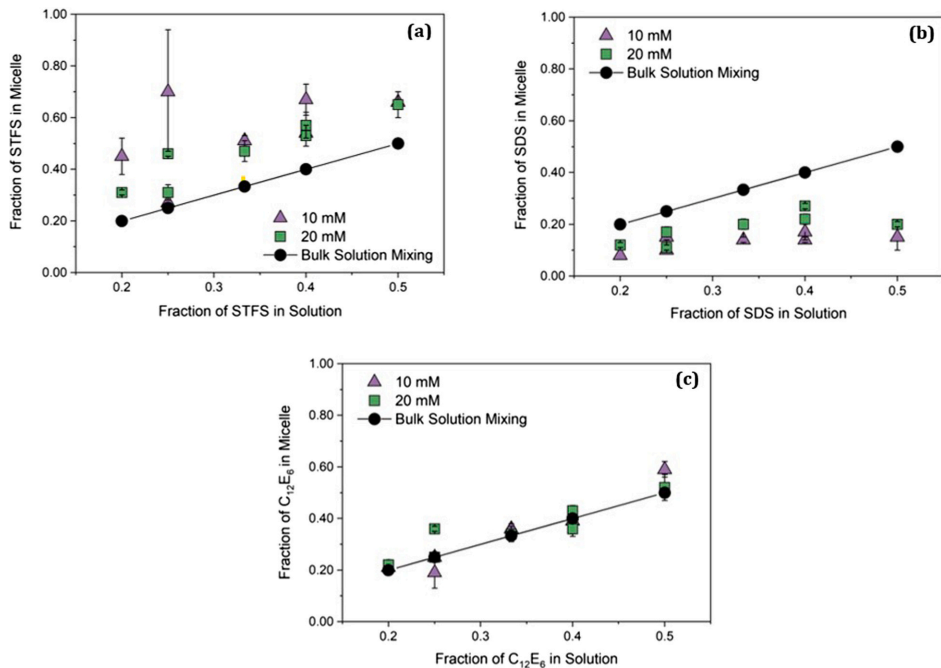 (a)
1.00
0.80
0.60
0.40
0.20
0.00
Fraction of STFS in Micelle
10 mM
20 mM
Bulk Solution Mixing
0.2
0.3
0.4
0.5
Fraction of STFS in Solution
(b)
1.00
0.80
0.60
0.40
0.20
0.00
Fraction of SDS in Micelle
10 mM
20 mM
Bulk Solution Mixing
0.2
0.3
0.4
0.5
Fraction of SDS in Solution
(c)
1.00
0.80
0.60
0.40
0.20
0.00
Fraction of C₁₂E₆ in Micelle
10 mM
20 mM
Bulk Solution Mixing
0.2
0.3
0.4
0.5
Fraction of C₁₂E₆ in Solution